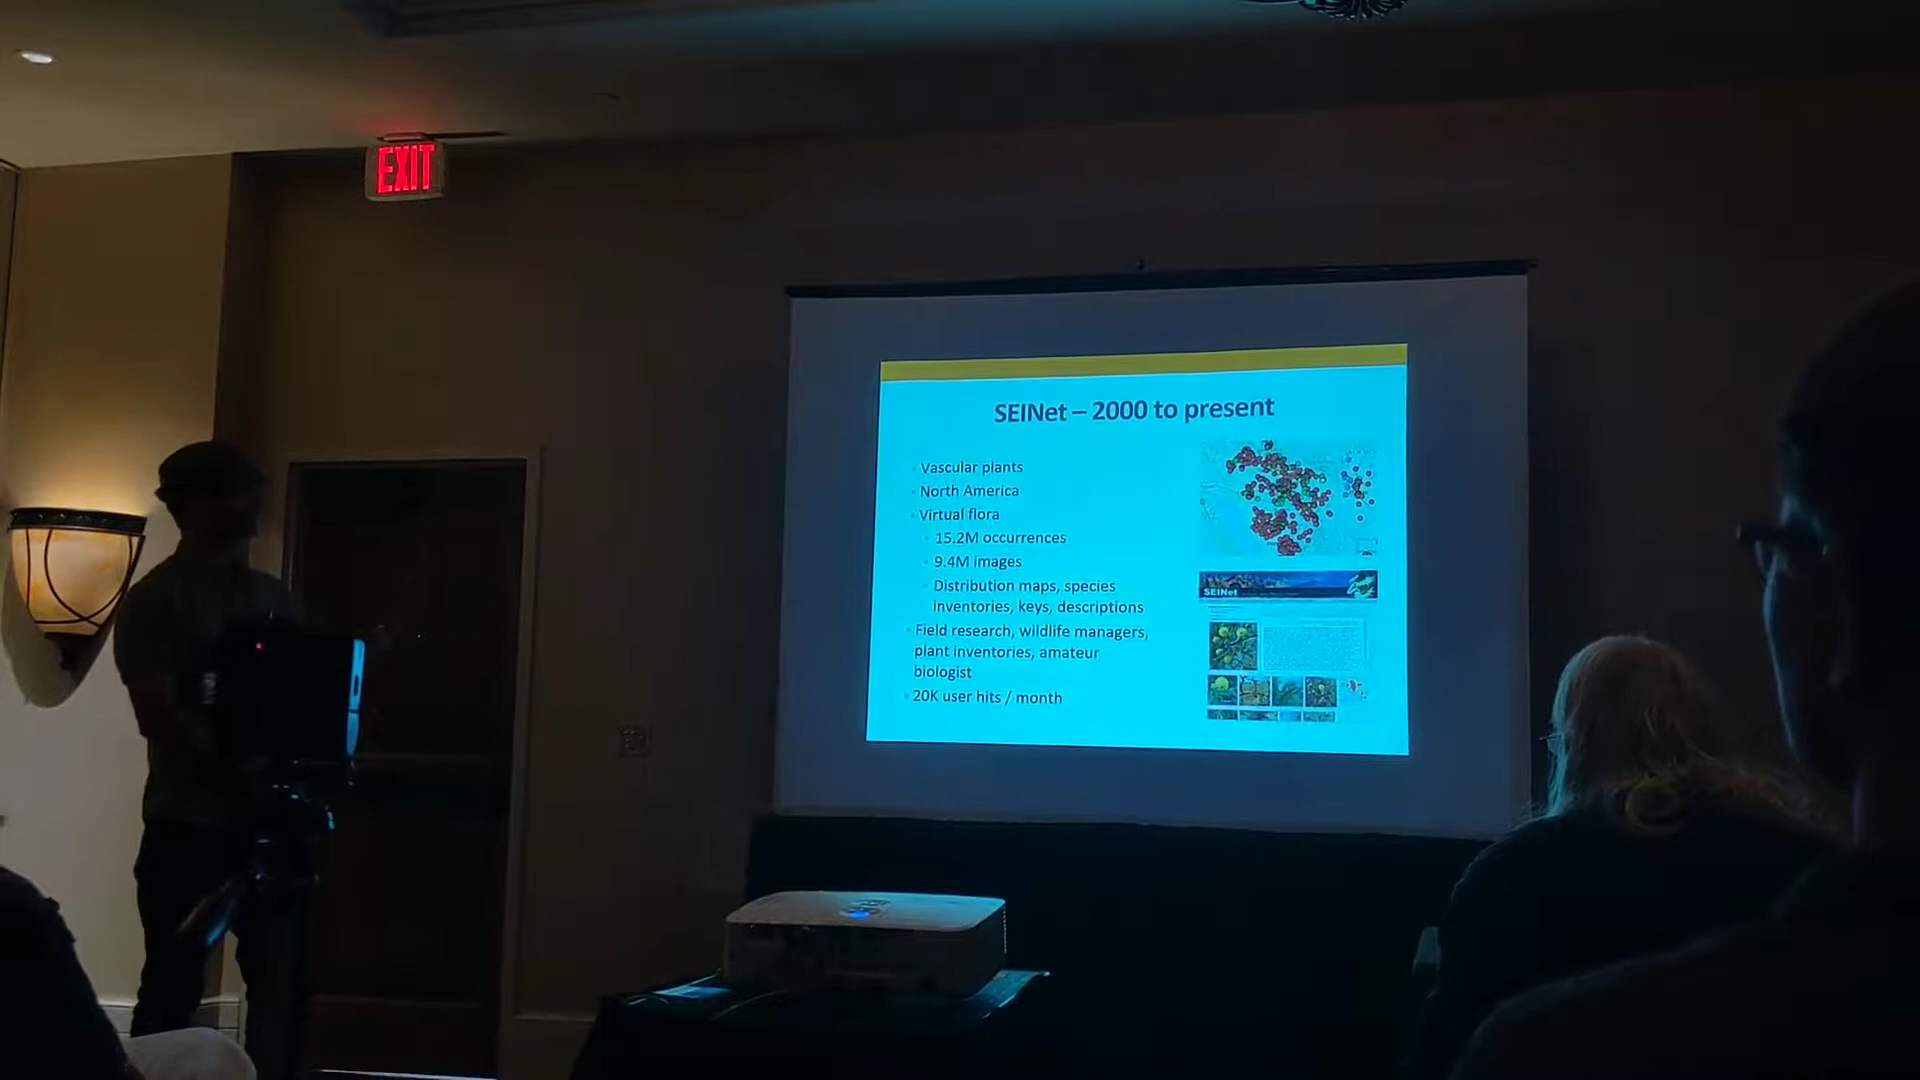 EXIT
SEINet – 2000 to present
Vascular plants
North America
Virtual flora
15.2M occurrences
9.4M images
Distribution maps, species
inventories, keys, descriptions
Field research, wildlife managers,
plant inventories, amateur
biologist
20K user hits / month
SEINet